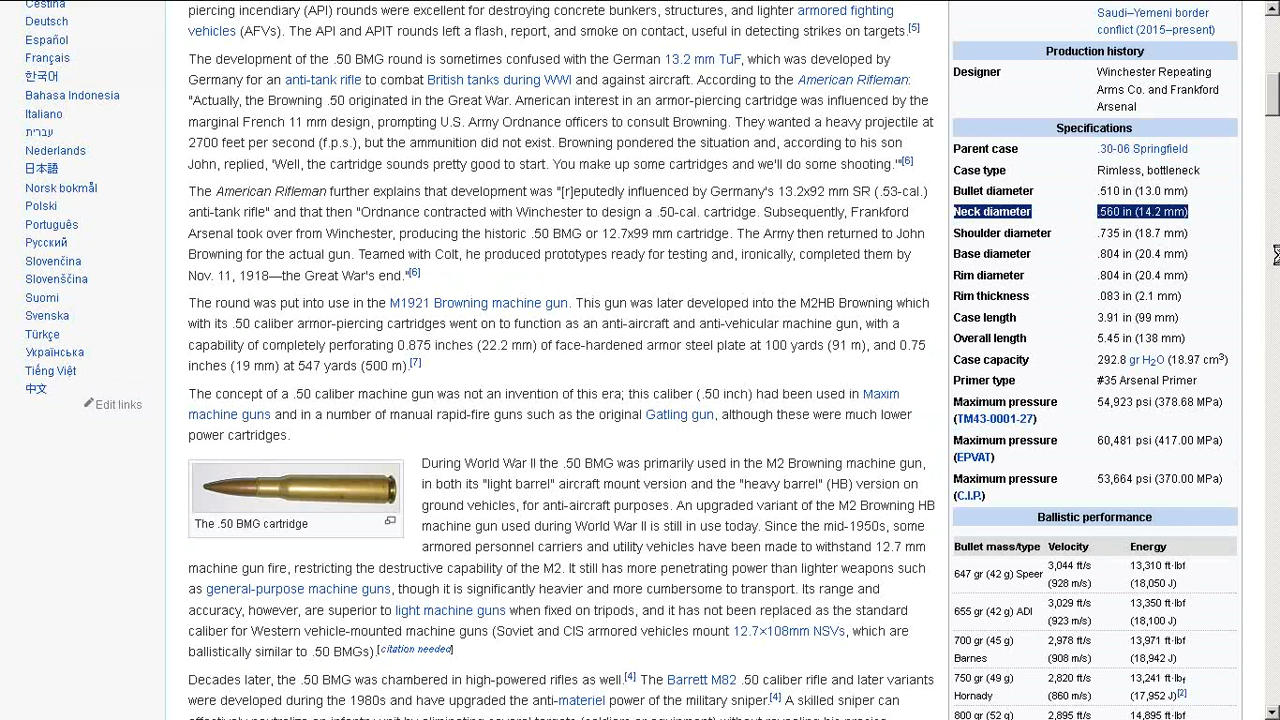 Čeština
Deutsch
Español
Français
한국어
Bahasa Indonesia
Italiano
עברית
Nederlands
日本語
Norsk bokmål
Polski
Português
Русский
Slovenčina
Slovenščina
Suomi
Svenska
Türkçe
Українська
Tiếng Việt
中文
Edit links
piercing incendiary (API) rounds were excellent for destroying concrete bunkers, structures, and lighter armored fighting
vehicles (AFVs). The API and APIT rounds left a flash, report, and smoke on contact, useful in detecting strikes on targets.[5]
The development of the .50 BMG round is sometimes confused with the German 13.2 mm TuF, which was developed by
Germany for an anti-tank rifle to combat British tanks during WWI and against aircraft. According to the American Rifleman:
"Actually, the Browning .50 originated in the Great War. American interest in an armor-piercing cartridge was influenced by the
marginal French 11 mm design, prompting U.S. Army Ordnance officers to consult Browning. They wanted a heavy projectile at
2700 feet per second (f.p.s.), but the ammunition did not exist. Browning pondered the situation and, according to his son
John, replied, 'Well, the cartridge sounds pretty good to start. You make up some cartridges and we'll do some shooting.'"[6]
The American Rifleman further explains that development was "[r]eputedly influenced by Germany's 13.2x92 mm SR (.53-cal.)
anti-tank rifle" and that then "Ordnance contracted with Winchester to design a .50-cal. cartridge. Subsequently, Frankford
Arsenal took over from Winchester, producing the historic .50 BMG or 12.7x99 mm cartridge. The Army then returned to John
Browning for the actual gun. Teamed with Colt, he produced prototypes ready for testing and, ironically, completed them by
Nov. 11, 1918—the Great War's end."[6]
The round was put into use in the M1921 Browning machine gun. This gun was later developed into the M2HB Browning which
with its .50 caliber armor-piercing cartridges went on to function as an anti-aircraft and anti-vehicular machine gun, with a
capability of completely perforating 0.875 inches (22.2 mm) of face-hardened armor steel plate at 100 yards (91 m), and 0.75
inches (19 mm) at 547 yards (500 m).[7]
The concept of a .50 caliber machine gun was not an invention of this era; this caliber (.50 inch) had been used in Maxim
machine guns and in a number of manual rapid-fire guns such as the original Gatling gun, although these were much lower
power cartridges.
The .50 BMG cartridge
During World War II the .50 BMG was primarily used in the M2 Browning machine gun,
in both its "light barrel" aircraft mount version and the "heavy barrel" (HB) version on
ground vehicles, for anti-aircraft purposes. An upgraded variant of the M2 Browning HB
machine gun used during World War II is still in use today. Since the mid-1950s, some
armored personnel carriers and utility vehicles have been made to withstand 12.7 mm
machine gun fire, restricting the destructive capability of the M2. It still has more penetrating power than lighter weapons such
as general-purpose machine guns, though it is significantly heavier and more cumbersome to transport. Its range and
accuracy, however, are superior to light machine guns when fixed on tripods, and it has not been replaced as the standard
caliber for Western vehicle-mounted machine guns (Soviet and CIS armored vehicles mount 12.7×108mm NSVs, which are
ballistically similar to .50 BMGs).[citation needed]
Decades later, the .50 BMG was chambered in high-powered rifles as well.[4] The Barrett M82 .50 caliber rifle and later variants
were developed during the 1980s and have upgraded the anti-materiel power of the military sniper.[4] A skilled sniper can
effectively neutralize an infantry unit by eliminating several targets (soldiers or equipment) without revealing his precise
Saudi–Yemeni border
conflict (2015–present)
Production history
Designer Winchester Repeating
Arms Co. and Frankford
Arsenal
Specifications
Parent case .30-06 Springfield
Case type Rimless, bottleneck
Bullet diameter .510 in (13.0 mm)
Neck diameter .560 in (14.2 mm)
Shoulder diameter .735 in (18.7 mm)
Base diameter .804 in (20.4 mm)
Rim diameter .804 in (20.4 mm)
Rim thickness .083 in (2.1 mm)
Case length 3.91 in (99 mm)
Overall length 5.45 in (138 mm)
Case capacity 292.8 gr H2O (18.97 cm3)
Primer type #35 Arsenal Primer
Maximum pressure 54,923 psi (378.68 MPa)
(TM43-0001-27)
Maximum pressure 60,481 psi (417.00 MPa)
(EPVAT)
Maximum pressure 53,664 psi (370.00 MPa)
(C.I.P.)
Ballistic performance
Bullet mass/type Velocity Energy
647 gr (42 g) Speer 3,044 ft/s (928 m/s) 13,310 ft·lbf (18,050 J)
655 gr (42 g) ADI 3,029 ft/s (923 m/s) 13,350 ft·lbf (18,100 J)
700 gr (45 g) Barnes 2,978 ft/s (908 m/s) 13,971 ft·lbf (18,942 J)
750 gr (49 g) Hornady 2,820 ft/s (860 m/s) 13,241 ft·lbf (17,952 J)[2]
800 gr (52 g) 2,895 ft/s 14,895 ft·lbf